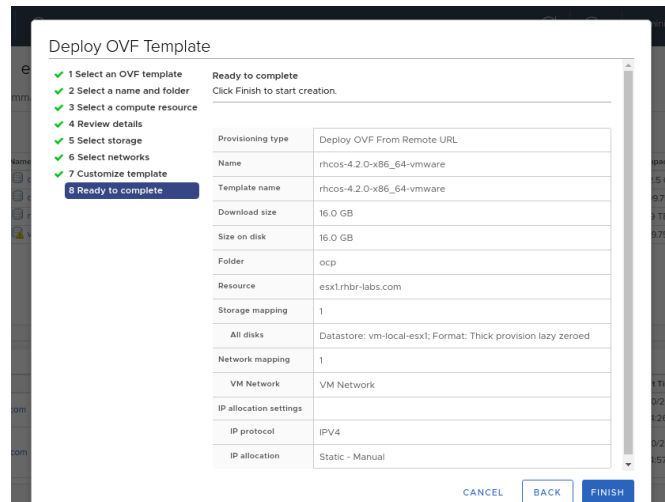 Deploy OVF Template
1 Select an OVF template
2 Select a name and folder
3 Select a compute resource
4 Review details
5 Select storage
6 Select networks
7 Customize template
8 Ready to complete
Ready to complete
Click Finish to start creation.
Provisioning type Deploy OVF From Remote URL
Name rhcos-4.2.0-x86_64-vmware
Template name rhcos-4.2.0-x86_64-vmware
Download size 16.0 GB
Size on disk 16.0 GB
Folder ocp
Resource esx1.rhbr-labs.com
Storage mapping 1
All disks Datastore: vm-local-esx1; Format: Thick provision lazy zeroed
Network mapping 1
VM Network VM Network
IP allocation settings
IP protocol IPV4
IP allocation Static - Manual
CANCEL BACK FINISH